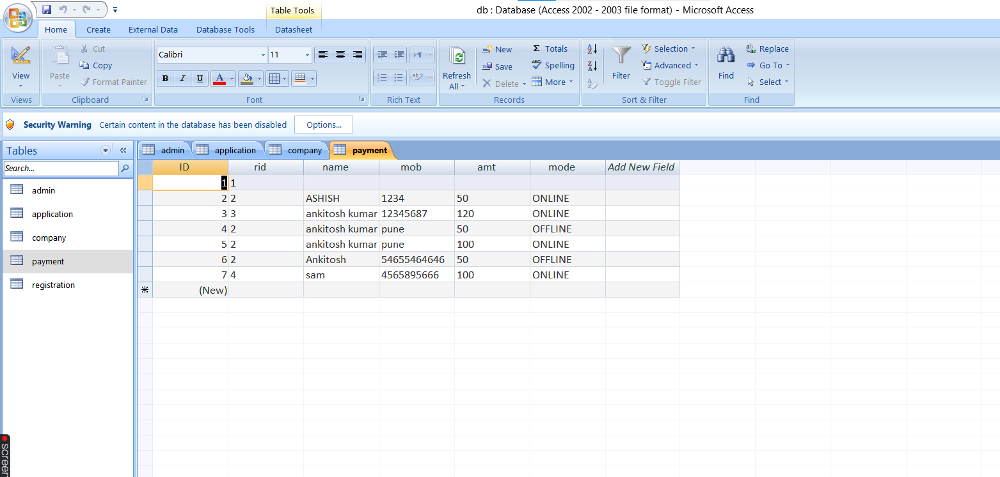 Table Tools
db : Database (Access 2002 - 2003 file format) - Microsoft Access
Home Create External Data Database Tools Datasheet
View
Views
Paste
Cut
Copy
Format Painter
Clipboard
Calibri 11
B I U A
Font
Rich Text
Refresh All
New
Save
Delete
Totals
Spelling
More
Records
Filter
Selection
Advanced
Toggle Filter
Sort & Filter
Find
Replace
Go To
Select
Find
Security Warning Certain content in the database has been disabled Options...
Tables
Search...
admin
application
company
payment
registration
admin application company payment
ID rid name mob amt mode Add New Field
1 1
2 2 ASHISH 1234 50 ONLINE
3 3 ankitosh kumar 12345687 120 ONLINE
4 2 ankitosh kumar pune 50 OFFLINE
5 2 ankitosh kumar pune 100 ONLINE
6 2 Ankitosh 54655464646 50 OFFLINE
7 4 sam 4565895666 100 ONLINE
(New)
screen